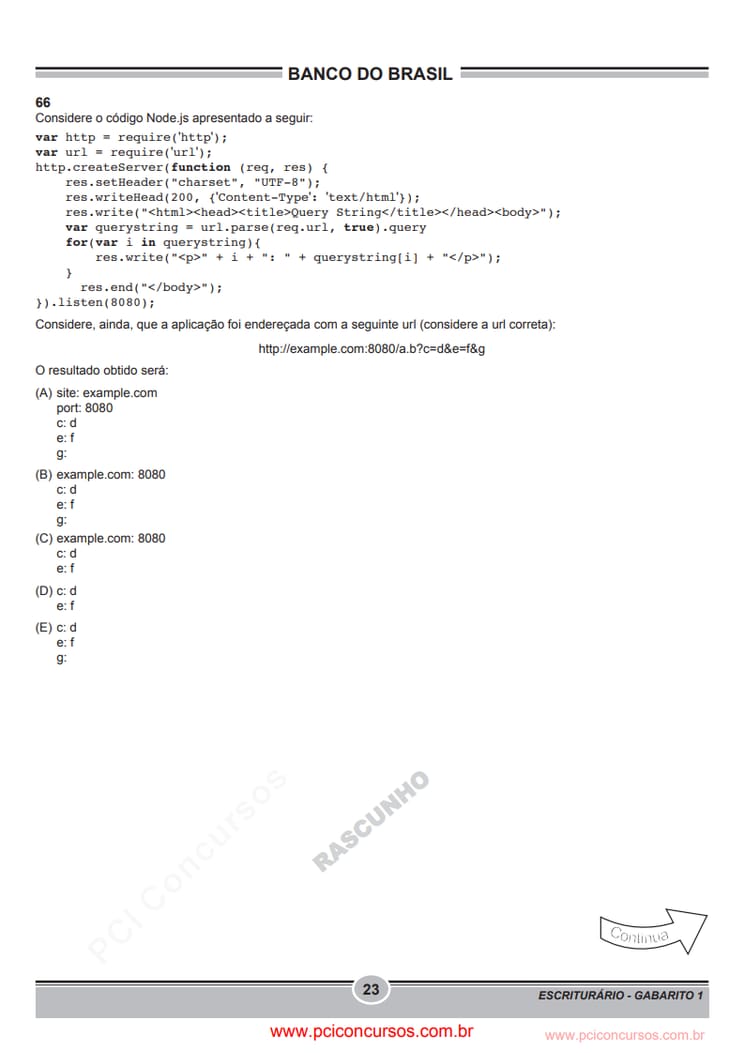 BANCO DO BRASIL
66
Considere o código Node.js apresentado a seguir:
var http = require('http');
var url = require('url');
http.createServer(function (req, res) {
    res.setHeader("charset", "UTF-8");
    res.writeHead(200, {'Content-Type': 'text/html'});
    res.write("<html><head><title>Query String</title></head><body>");
    var querystring = url.parse(req.url, true).query
    for(var i in querystring){
        res.write("<p>" + i + ": " + querystring[i] + "</p>");
    }
      res.end("</body>");
}).listen(8080);
Considere, ainda, que a aplicação foi endereçada com a seguinte url (considere a url correta):
http://example.com:8080/a.b?c=d&e=f&g
O resultado obtido será:
(A) site: example.com
port: 8080
c: d
e: f
g:
(B) example.com: 8080
c: d
e: f
g:
(C) example.com: 8080
c: d
e: f
(D) c: d
e: f
(E) c: d
e: f
g:
PCI Concursos
RASCUNHO
Continua
23
ESCRITURÁRIO - GABARITO 1
www.pciconcursos.com.br
www.pciconcursos.com.br